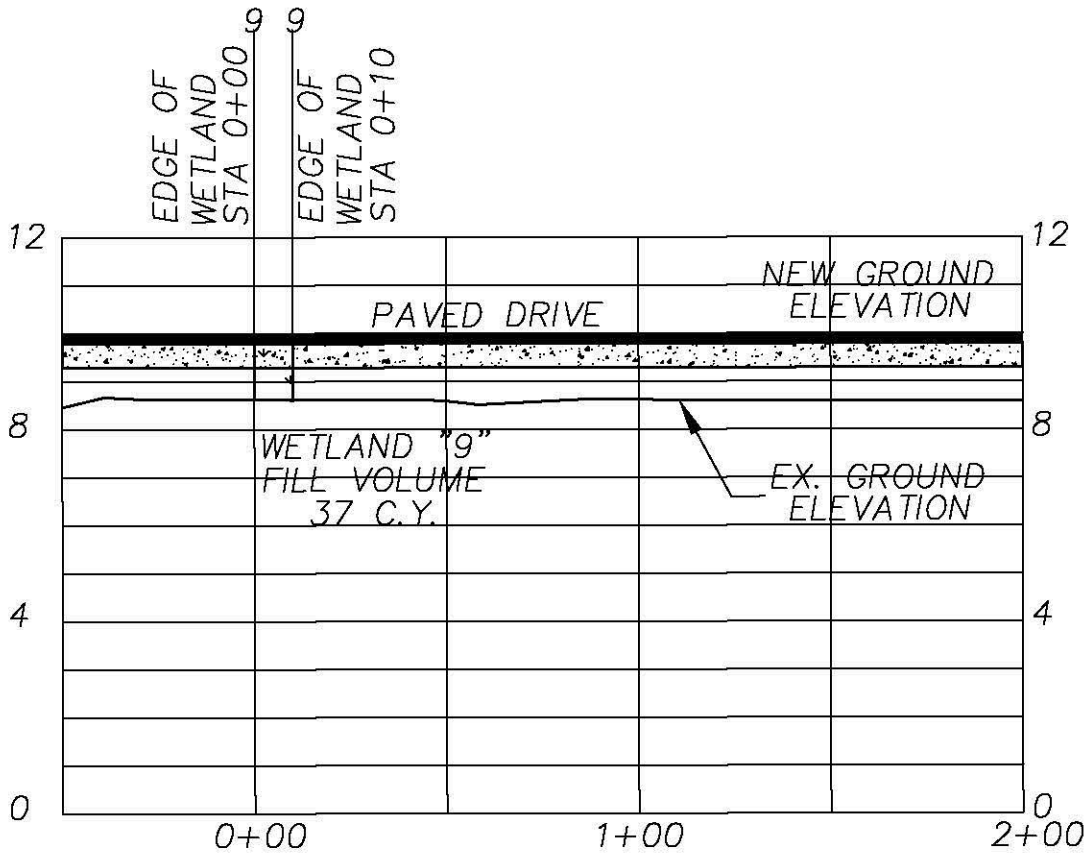 9 9
EDGE OF
WETLAND
STA 0+00
EDGE OF
WETLAND
STA 0+10
12
12
NEW GROUND
ELEVATION
PAVED DRIVE
8
8
WETLAND "9"
FILL VOLUME
37 C.Y.
EX. GROUND
ELEVATION
4
4
0
0
0+00
1+00
2+00